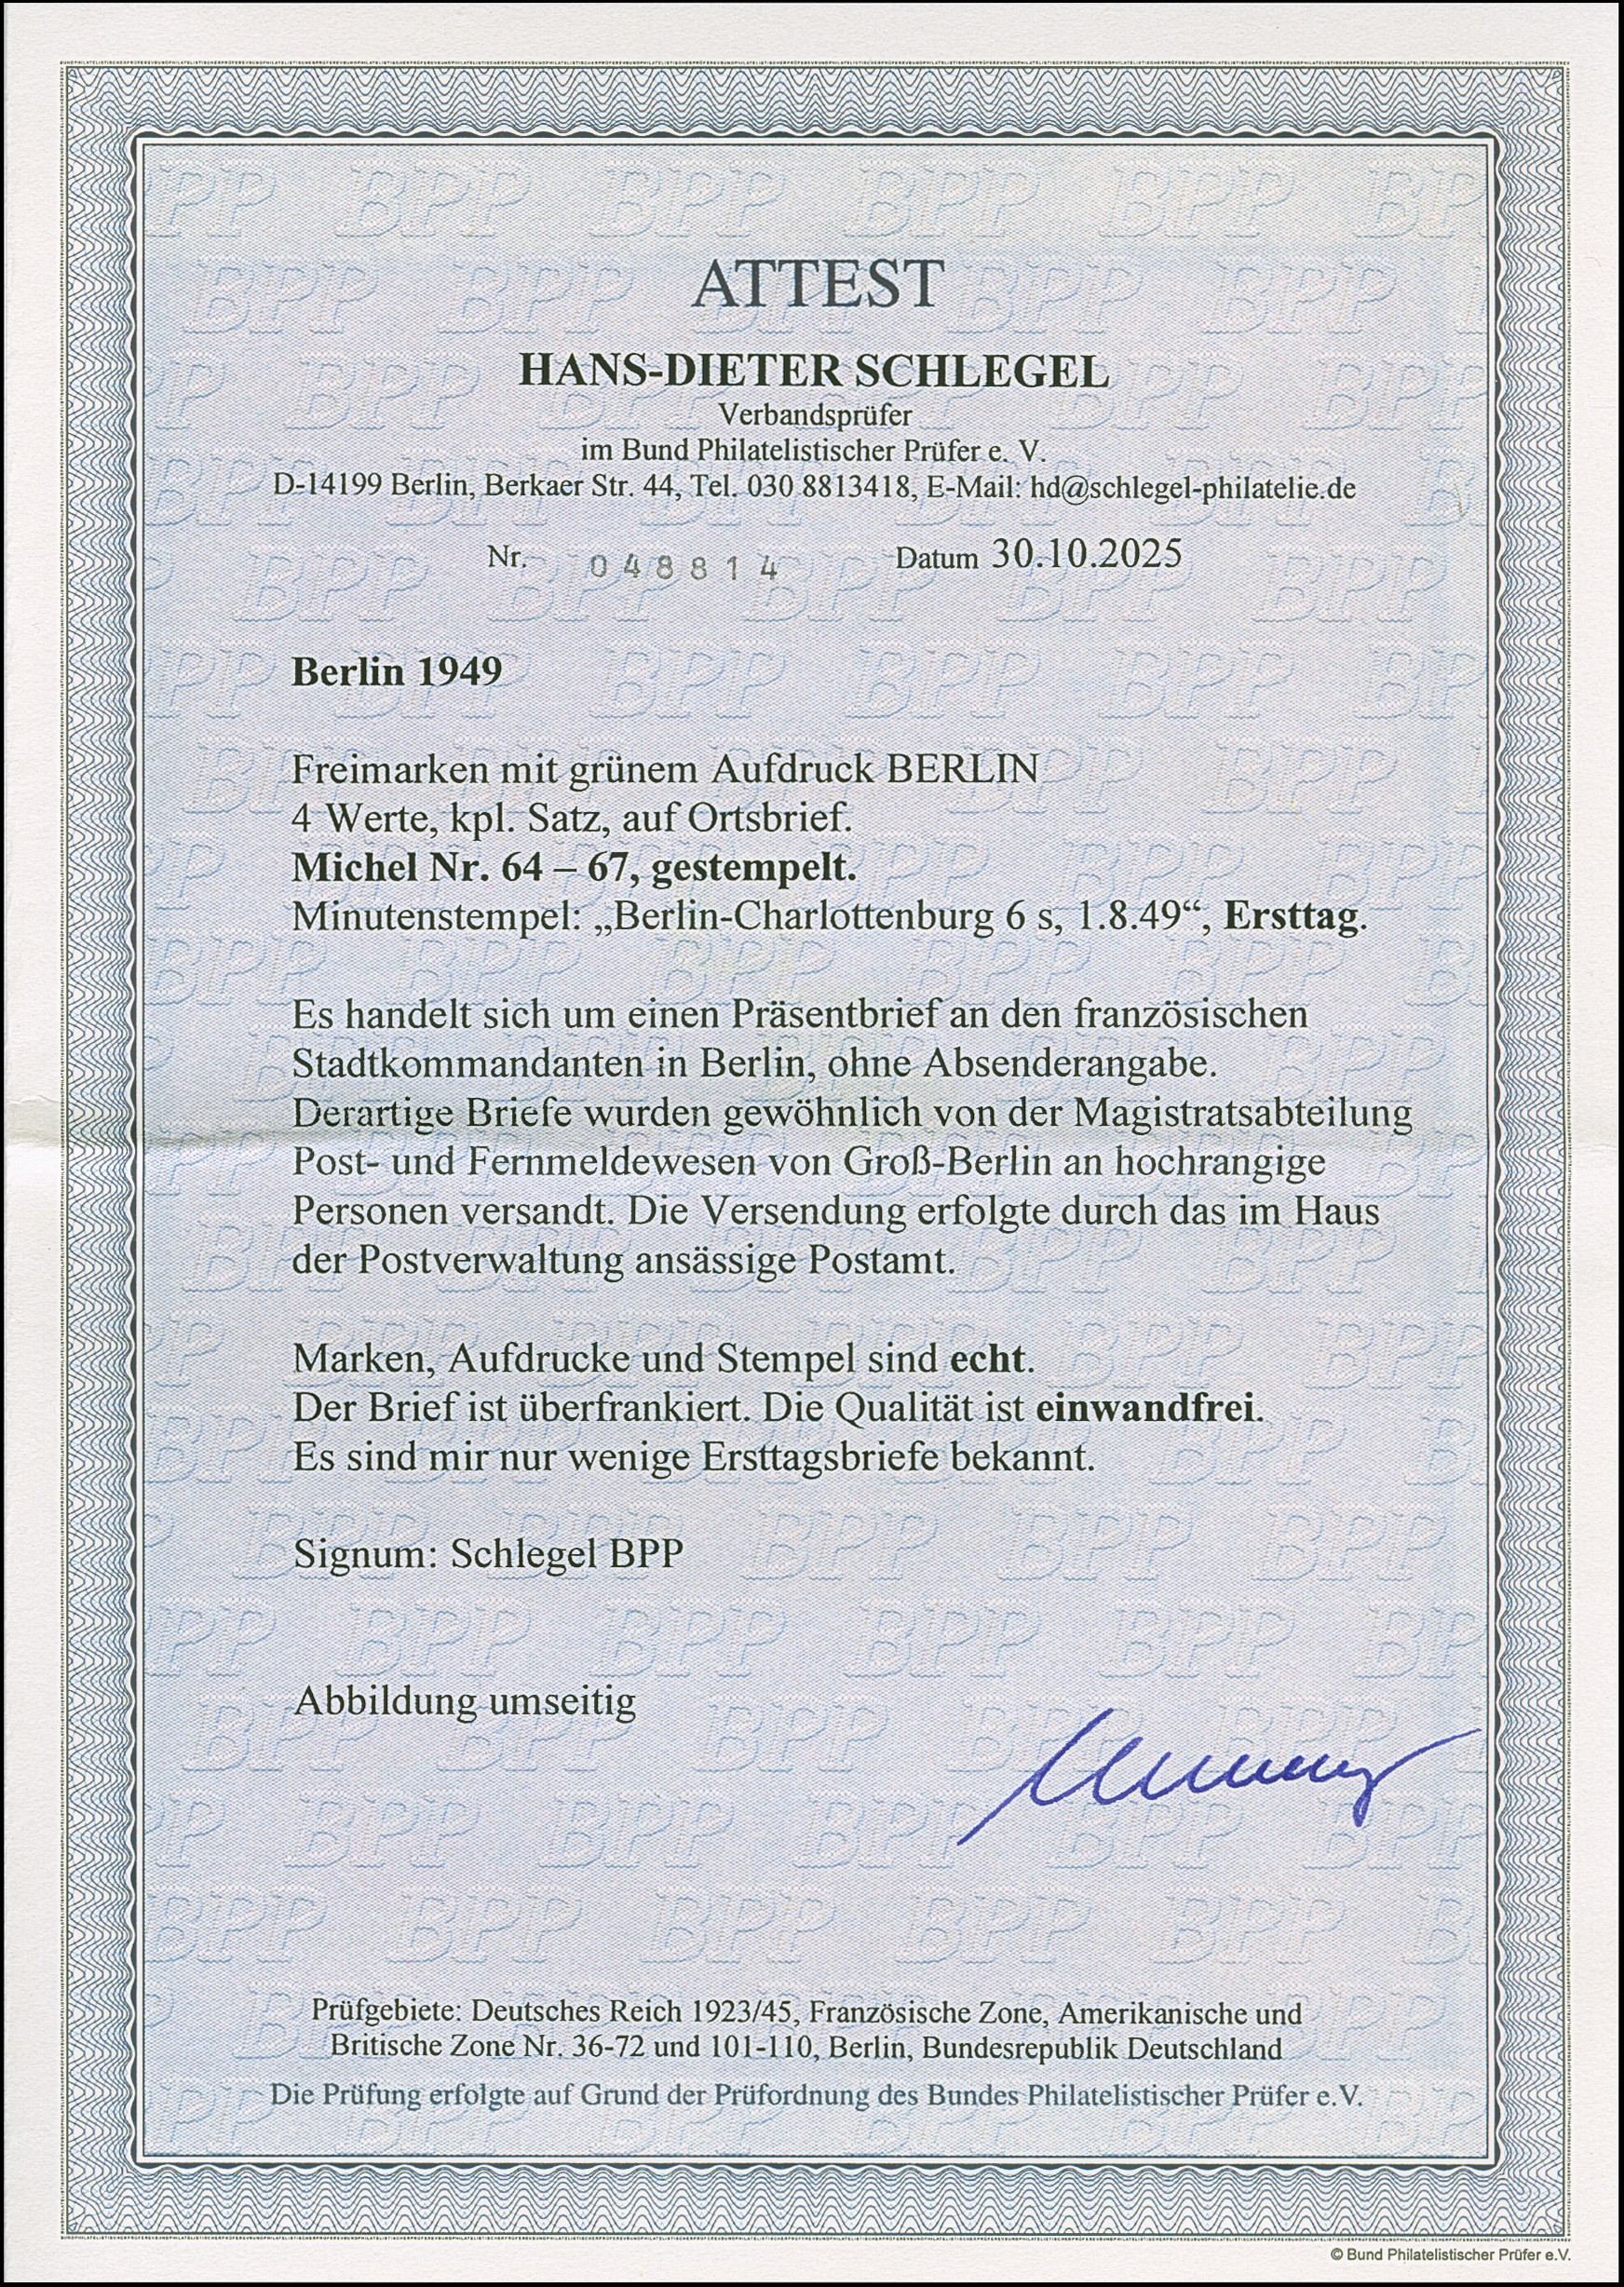 ATTEST
HANS-DIETER SCHLEGEL
Verbandsprüfer
im Bund Philatelistischer Prüfer e. V.
D-14199 Berlin, Berkaer Str. 44, Tel. 030 8813418, E-Mail: hd@schlegel-philatelie.de
Nr. 048814 Datum 30.10.2025
Berlin 1949
Freimarken mit grünem Aufdruck BERLIN
4 Werte, kpl. Satz, auf Ortsbrief.
Michel Nr. 64 – 67, gestempelt.
Minutenstempel: „Berlin-Charlottenburg 6 s, 1.8.49“, Ersttag.
Es handelt sich um einen Präsentbrief an den französischen
Stadtkommandanten in Berlin, ohne Absenderangabe.
Derartige Briefe wurden gewöhnlich von der Magistratsabteilung
Post- und Fernmeldewesen von Groß-Berlin an hochrangige
Personen versandt. Die Versendung erfolgte durch das im Haus
der Postverwaltung ansässige Postamt.
Marken, Aufdrucke und Stempel sind echt.
Der Brief ist überfrankiert. Die Qualität ist einwandfrei.
Es sind mir nur wenige Ersttagsbriefe bekannt.
Signum: Schlegel BPP
Abbildung umseitig
Prüfgebiete: Deutsches Reich 1923/45, Französische Zone, Amerikanische und
Britische Zone Nr. 36-72 und 101-110, Berlin, Bundesrepublik Deutschland
Die Prüfung erfolgte auf Grund der Prüfordnung des Bundes Philatelistischer Prüfer e.V.
© Bund Philatelistischer Prüfer e.V.